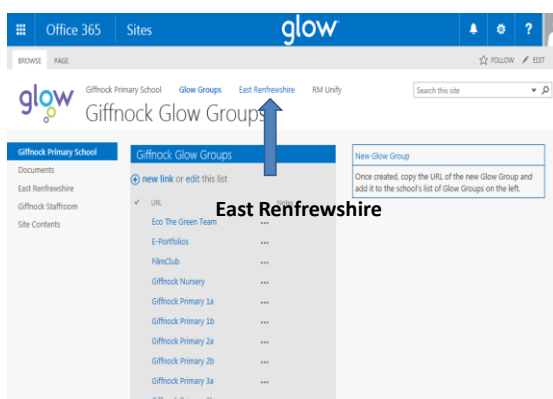 Office 365 Sites glow
BROWSE PAGE FOLLOW EDIT
glow
Giffnock Primary School Glow Groups East Renfrewshire RM Unify Search this site
Giffnock Glow Groups
Giffnock Primary School
Documents
East Renfrewshire
Giffnock Staffroom
Site Contents
Giffnock Glow Groups
new link or edit this list
URL Notes
East Renfrewshire
Eco The Green Team
E-Portfolios
FilmClub
Giffnock Nursery
Giffnock Primary 1a
Giffnock Primary 1b
Giffnock Primary 2a
Giffnock Primary 2b
Giffnock Primary 3a
New Glow Group
Once created, copy the URL of the new Glow Group and
add it to the school's list of Glow Groups on the left.